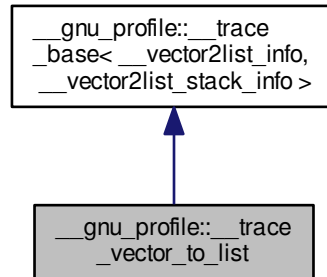 __gnu_profile::__trace
_base< __vector2list_info,
__vector2list_stack_info >
__gnu_profile::__trace
_vector_to_list